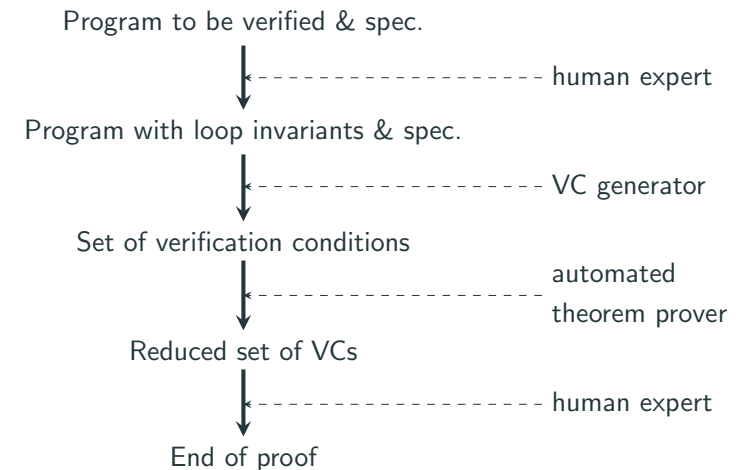 Program to be verified & spec.
human expert
Program with loop invariants & spec.
VC generator
Set of verification conditions
automated
theorem prover
Reduced set of VCs
human expert
End of proof